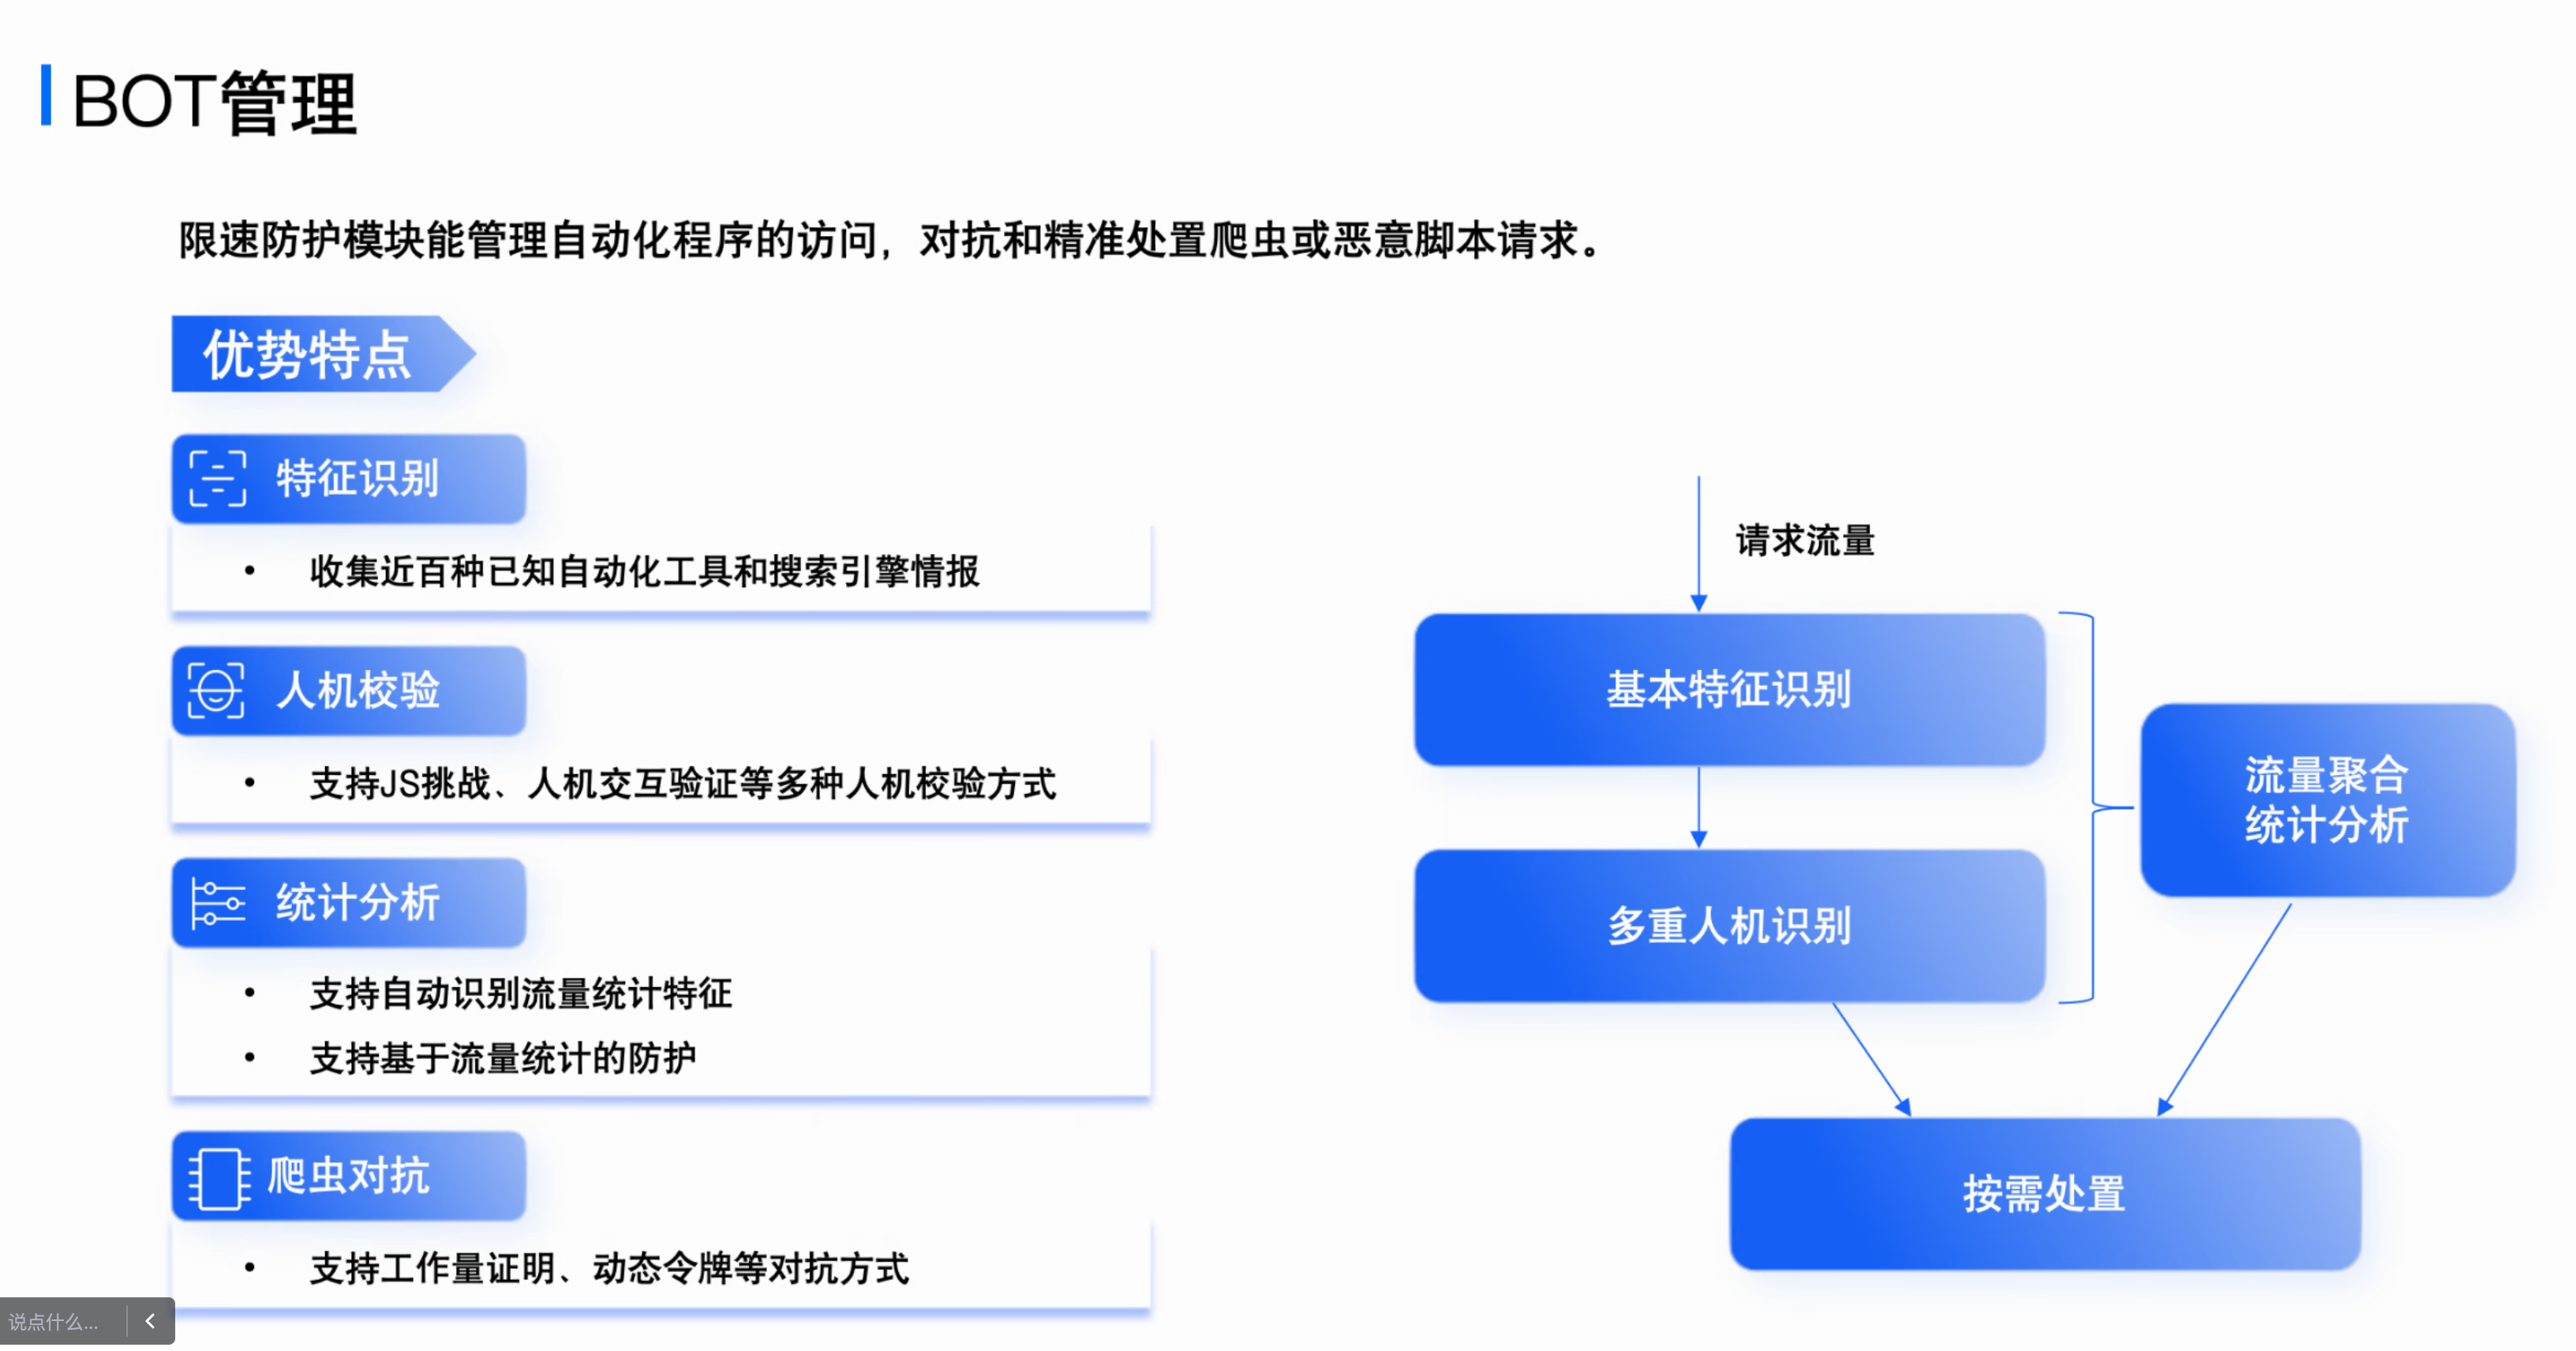 BOT管理
限速防护模块能管理自动化程序的访问，对抗和精准处置爬虫或恶意脚本请求。
优势特点
特征识别
• 收集近百种已知自动化工具和搜索引擎情报
人机校验
• 支持JS挑战、人机交互验证等多种人机校验方式
统计分析
• 支持自动识别流量统计特征
• 支持基于流量统计的防护
爬虫对抗
• 支持工作量证明、动态令牌等对抗方式
请求流量
基本特征识别
多重人机识别
流量聚合
统计分析
按需处置
说点什么...